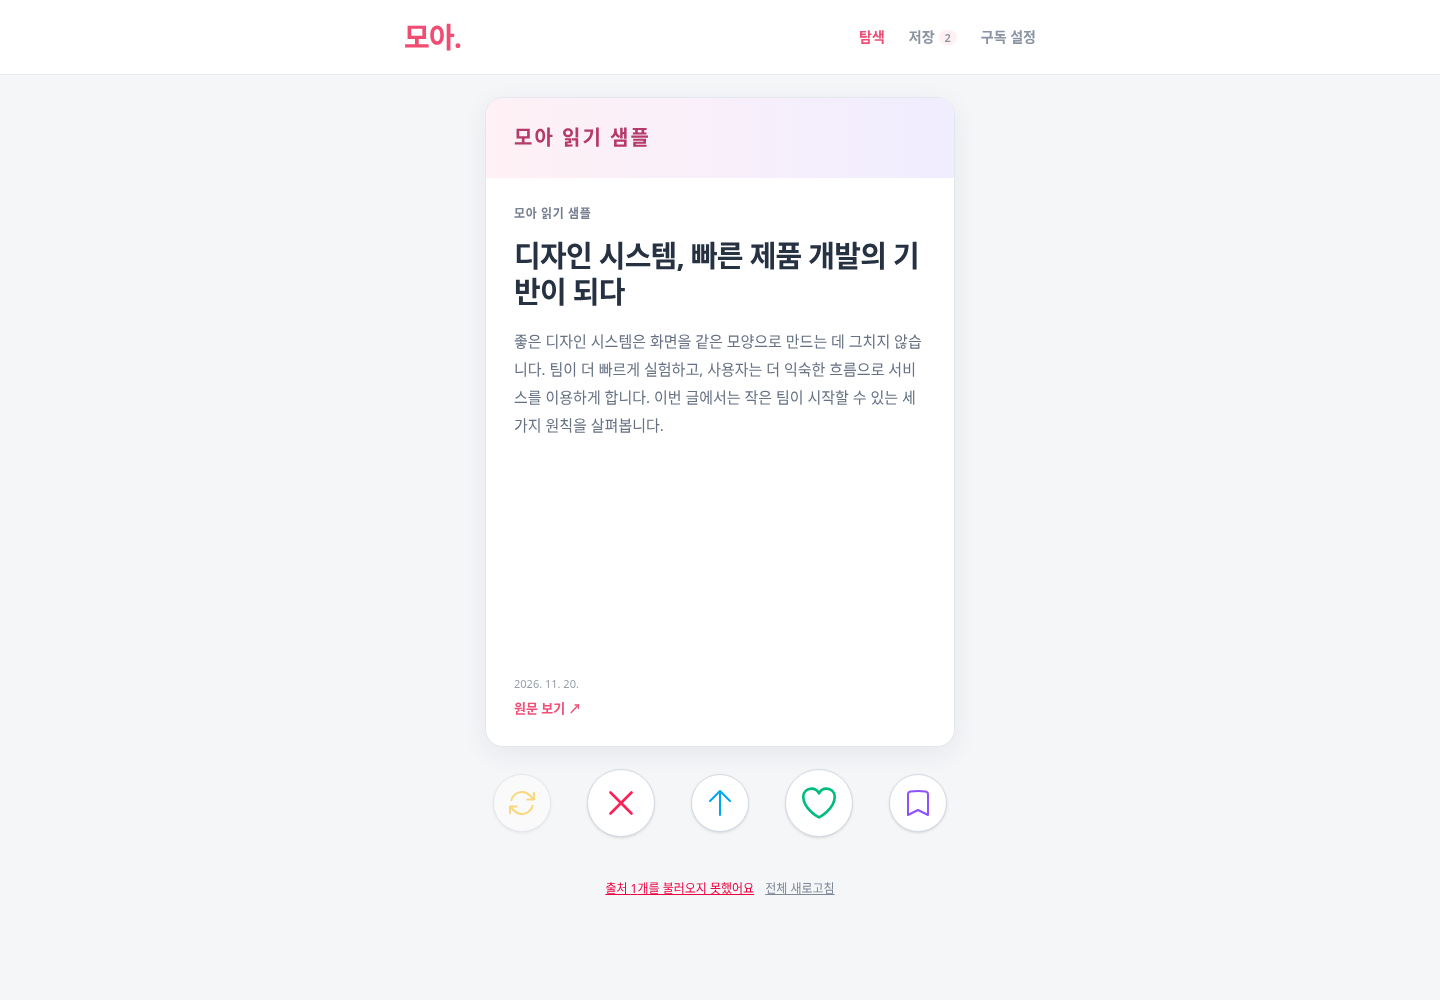 모아.
탐색 저장 2 구독 설정
모아 읽기 샘플
모아 읽기 샘플
디자인 시스템, 빠른 제품 개발의 기
반이 되다
좋은 디자인 시스템은 화면을 같은 모양으로 만드는 데 그치지 않습
니다. 팀이 더 빠르게 실험하고, 사용자는 더 익숙한 흐름으로 서비
스를 이용하게 합니다. 이번 글에서는 작은 팀이 시작할 수 있는 세
가지 원칙을 살펴봅니다.
2026. 11. 20.
원문 보기 ↗
출처 1개를 불러오지 못했어요 전체 새로고침